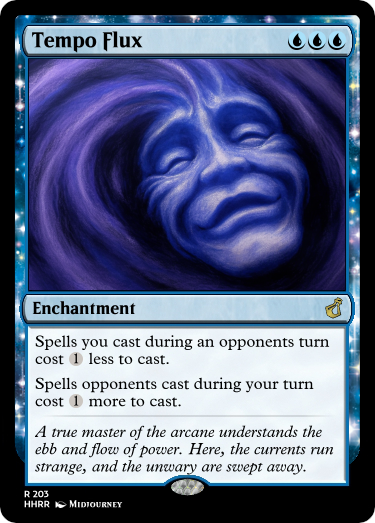 Tempo Flux
Enchantment
Spells you cast during an opponents turn
cost 1 less to cast.
Spells opponents cast during your turn
cost 1 more to cast.
A true master of the arcane understands the
ebb and flow of power. Here, the currents run
strange, and the unwary are swept away.
R 203
HHRR MIDJOURNEY